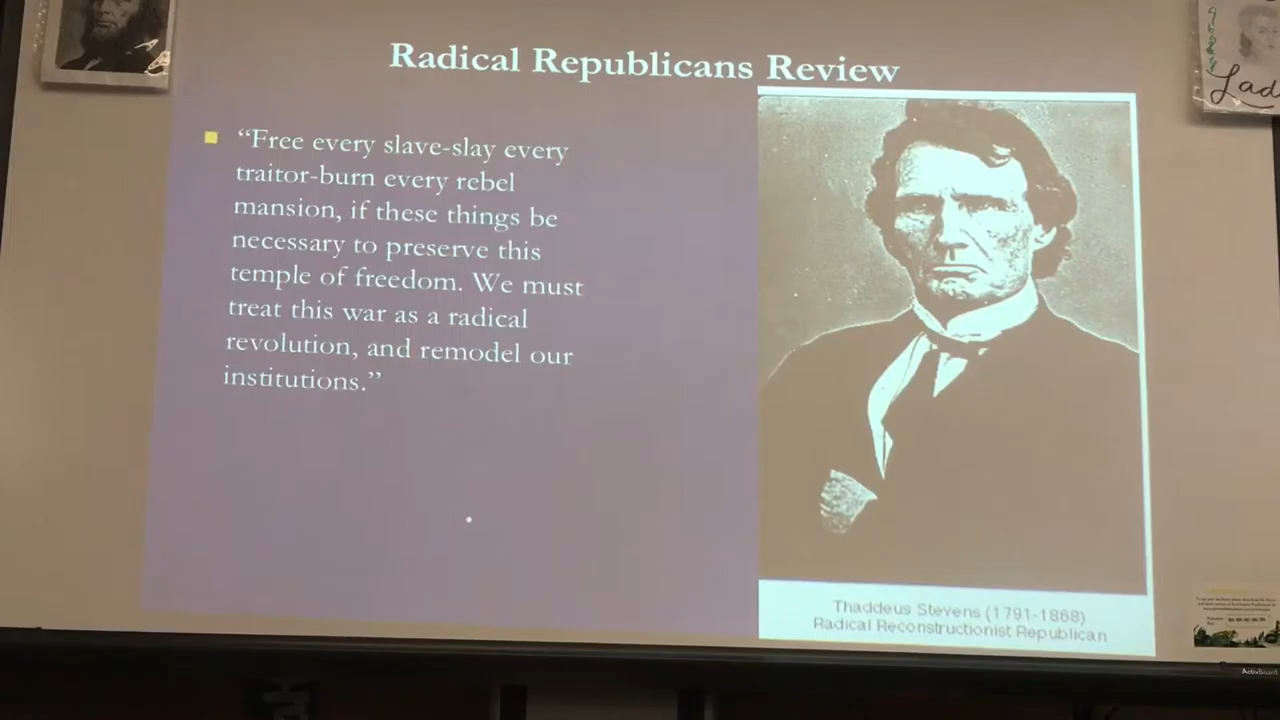 Radical Republicans Review
“Free every slave-slay every
traitor-burn every rebel
mansion, if these things be
necessary to preserve this
temple of freedom. We must
treat this war as a radical
revolution, and remodel our
institutions.”
Thaddeus Stevens (1791-1868)
Radical Reconstructionist Republican
Lad
ActivBoard